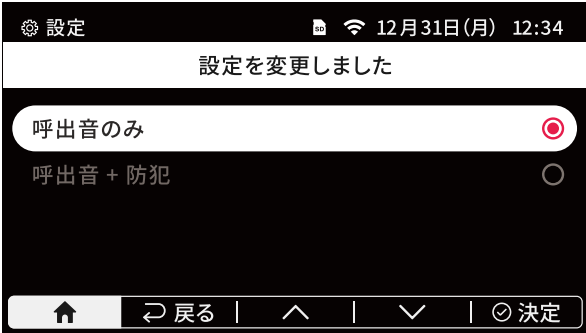 設定 12月31日(月) 12:34
設定を変更しました
呼出音のみ
呼出音 + 防犯
戻る 決定